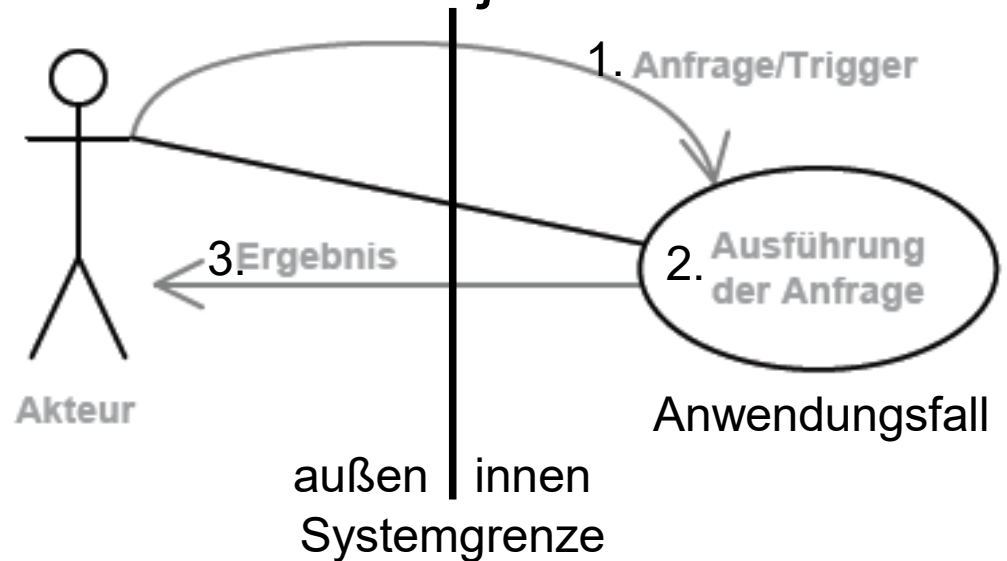 1. Anfrage/Trigger
3. Ergebnis
2. Ausführung
der Anfrage
Akteur
Anwendungsfall
außen innen
Systemgrenze